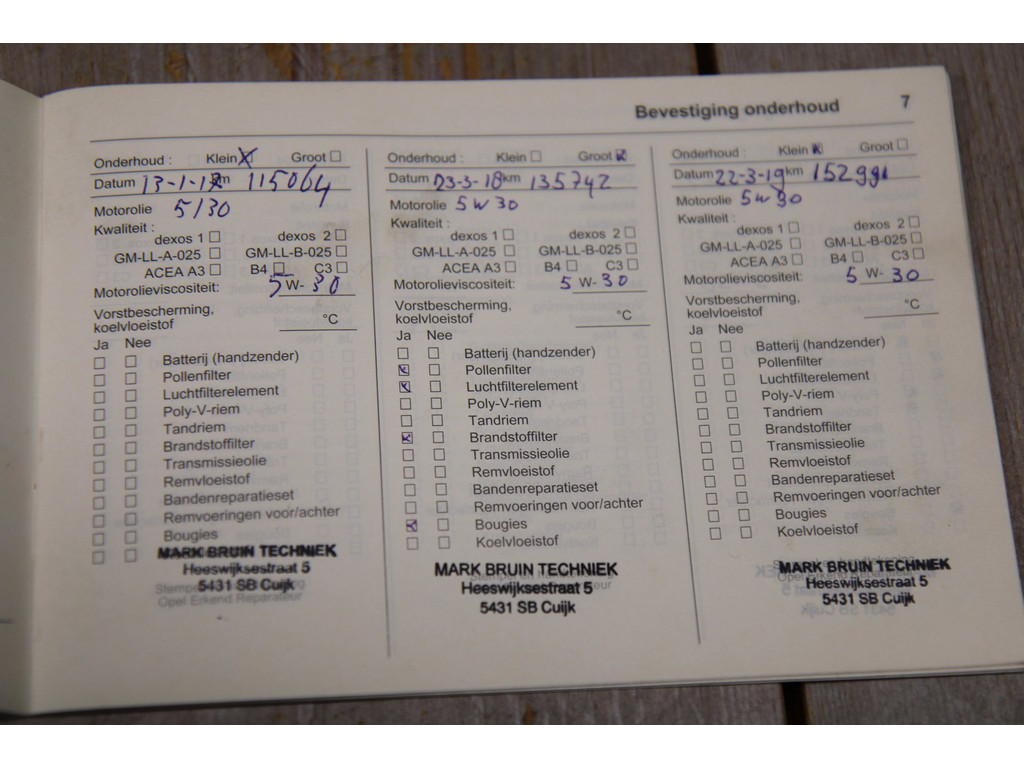 Bevestiging onderhoud 7
Onderhoud : Klein Groot
Datum 13-1-17 km 115064
Motorolie 5/30
Kwaliteit :
dexos 1 dexos 2
GM-LL-A-025 GM-LL-B-025
ACEA A3 B4 C3
Motorolieviscositeit: 5 W- 30
Vorstbescherming,
koelvloeistof °C
Ja Nee
Batterij (handzender)
Pollenfilter
Luchtfilterelement
Poly-V-riem
Tandriem
Brandstoffilter
Transmissieolie
Remvloeistof
Bandenreparatieset
Remvoeringen voor/achter
Bougies
MARK BRUIN TECHNIEK
Heeswijksestraat 5
5431 SB Cuijk
Opel Erkend Reparateur
Onderhoud : Klein Groot
Datum 23-3-18 km 135742
Motorolie 5W30
Kwaliteit :
dexos 1 dexos 2
GM-LL-A-025 GM-LL-B-025
ACEA A3 B4 C3
Motorolieviscositeit: 5 W- 30
Vorstbescherming,
koelvloeistof °C
Ja Nee
Batterij (handzender)
Pollenfilter
Luchtfilterelement
Poly-V-riem
Tandriem
Brandstoffilter
Transmissieolie
Remvloeistof
Bandenreparatieset
Remvoeringen voor/achter
Bougies
Koelvloeistof
MARK BRUIN TECHNIEK
Heeswijksestraat 5
5431 SB Cuijk
Onderhoud : Klein Groot
Datum 22-3-19 km 152991
Motorolie 5W30
Kwaliteit :
dexos 1 dexos 2
GM-LL-A-025 GM-LL-B-025
ACEA A3 B4 C3
Motorolieviscositeit: 5 W- 30
Vorstbescherming,
koelvloeistof °C
Ja Nee
Batterij (handzender)
Pollenfilter
Luchtfilterelement
Poly-V-riem
Tandriem
Brandstoffilter
Transmissieolie
Remvloeistof
Bandenreparatieset
Remvoeringen voor/achter
Bougies
Koelvloeistof
MARK BRUIN TECHNIEK
Heeswijksestraat 5
5431 SB Cuijk